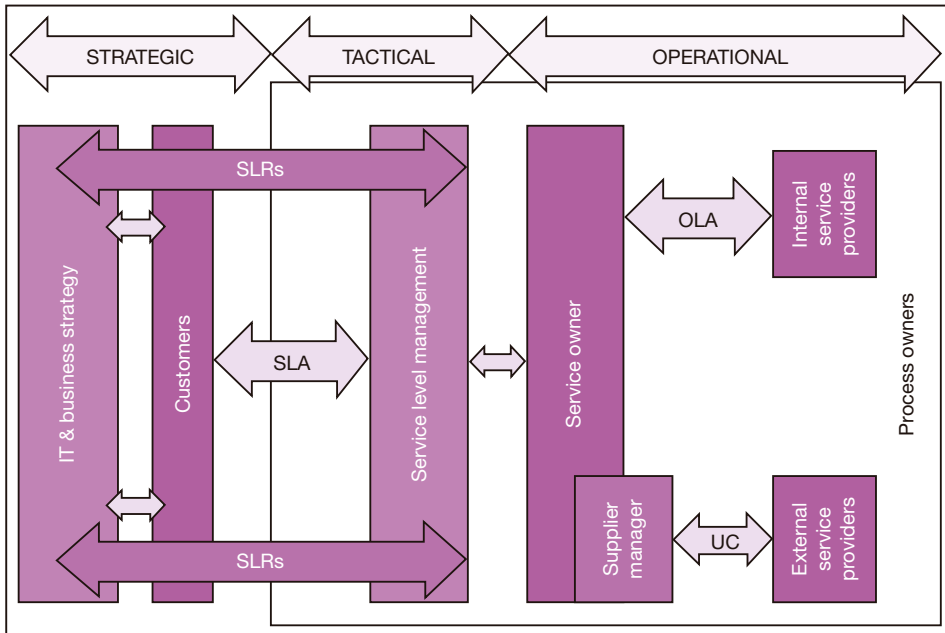 STRATEGIC
TACTICAL
OPERATIONAL
SLRs
IT & business strategy
Customers
SLA
Service level management
Service owner
OLA
Internal
service
providers
Process owners
Supplier
manager
UC
External
service
providers
SLRs